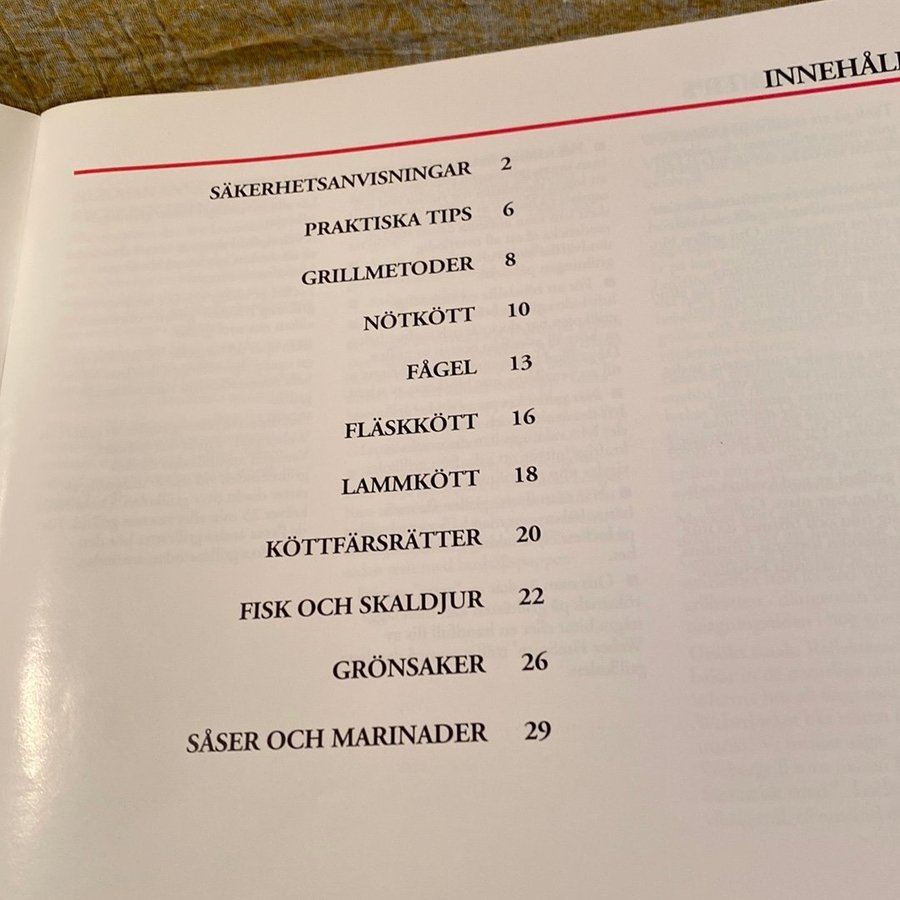 INNEHÅLL
SÄKERHETSANVISNINGAR 2
PRAKTISKA TIPS 6
GRILLMETODER 8
NÖTKÖTT 10
FÅGEL 13
FLÄSKKÖTT 16
LAMMKÖTT 18
KÖTTFÄRSRÄTTER 20
FISK OCH SKALDJUR 22
GRÖNSAKER 26
SÅSER OCH MARINADER 29